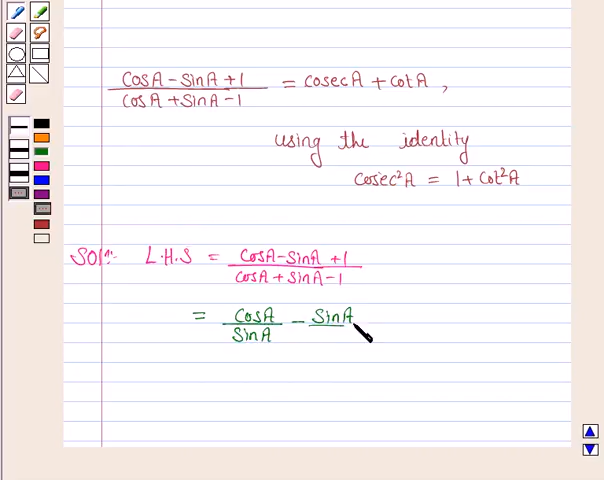 CosA - SinA + 1 / CosA + SinA - 1 = cosecA + cotA ,
using the identity
cosec²A = 1 + cot²A
Solⁿ: L.H.S = CosA - SinA + 1 / CosA + SinA - 1
= CosA / SinA - SinA